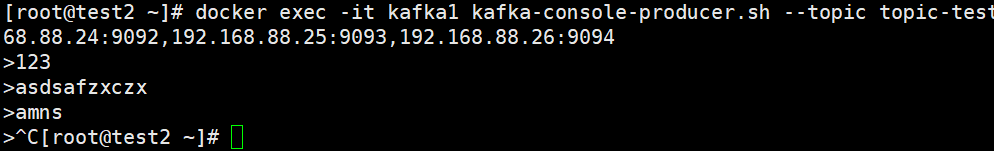 [root@test2 ~]# docker exec -it kafka1 kafka-console-producer.sh --topic topic-test
68.88.24:9092,192.168.88.25:9093,192.168.88.26:9094
>123
>asdsafzxczx
>amns
>^C[root@test2 ~]#